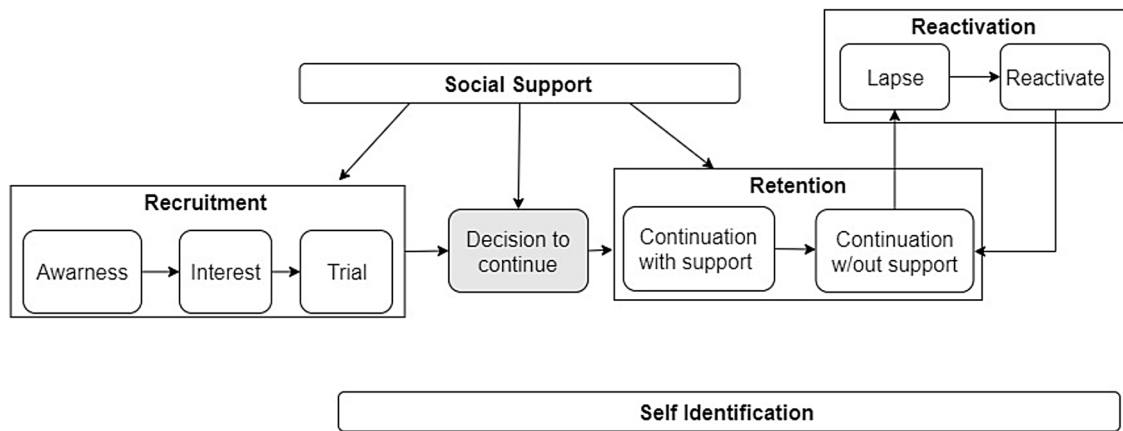 Reactivation
Lapse
Reactivate
Social Support
Recruitment
Awarness
Interest
Trial
Decision to
continue
Retention
Continuation
with support
Continuation
w/out support
Self Identification